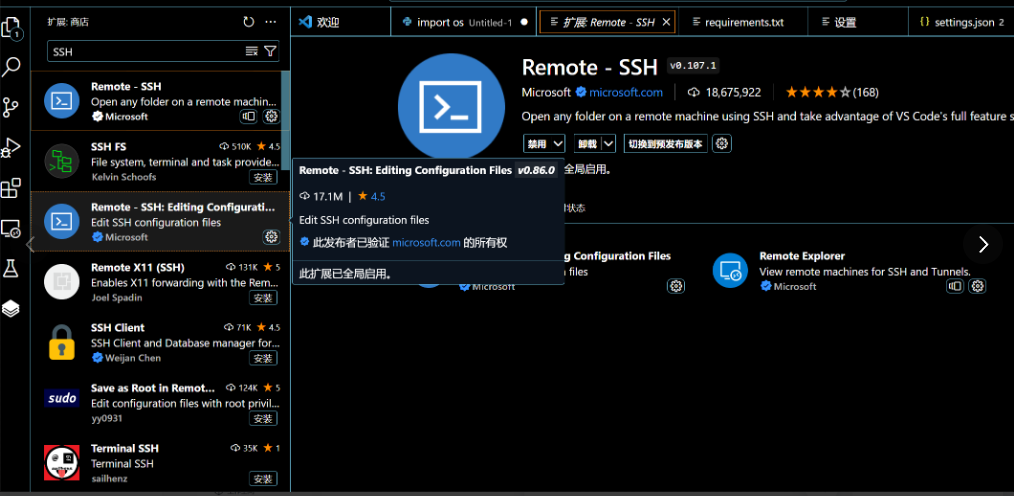 扩展: 商店
欢迎
import os Untitled-1
扩展: Remote - SSH
requirements.txt
设置
settings.json 2
1
SSH
Remote - SSH
Open any folder on a remote machin...
Microsoft
SSH FS
510K
4.5
File system, terminal and task provide...
Kelvin Schoofs
安装
Remote - SSH: Editing Configurati...
Edit SSH configuration files
Microsoft
Remote X11 (SSH)
131K
5
Enables X11 forwarding with the Rem...
Joel Spadin
安装
SSH Client
71K
4.5
SSH Client and Database manager for...
Weijan Chen
安装
sudo
Save as Root in Remot...
124K
5
Edit configuration files with root privil...
yy0931
安装
Terminal SSH
35K
1
Terminal SSH
sailhenz
安装
Remote - SSH v0.107.1
Microsoft microsoft.com
18,675,922
(168)
Open any folder on a remote machine using SSH and take advantage of VS Code's full feature s
禁用
卸载
切换到预发布版本
全局启用。
Remote - SSH: Editing Configuration Files v0.86.0
17.1M | 4.5
Edit SSH configuration files
此发布者已验证 microsoft.com 的所有权
此扩展已全局启用。
状态
g Configuration Files
n files
Microsoft
Remote Explorer
View remote machines for SSH and Tunnels.
Microsoft